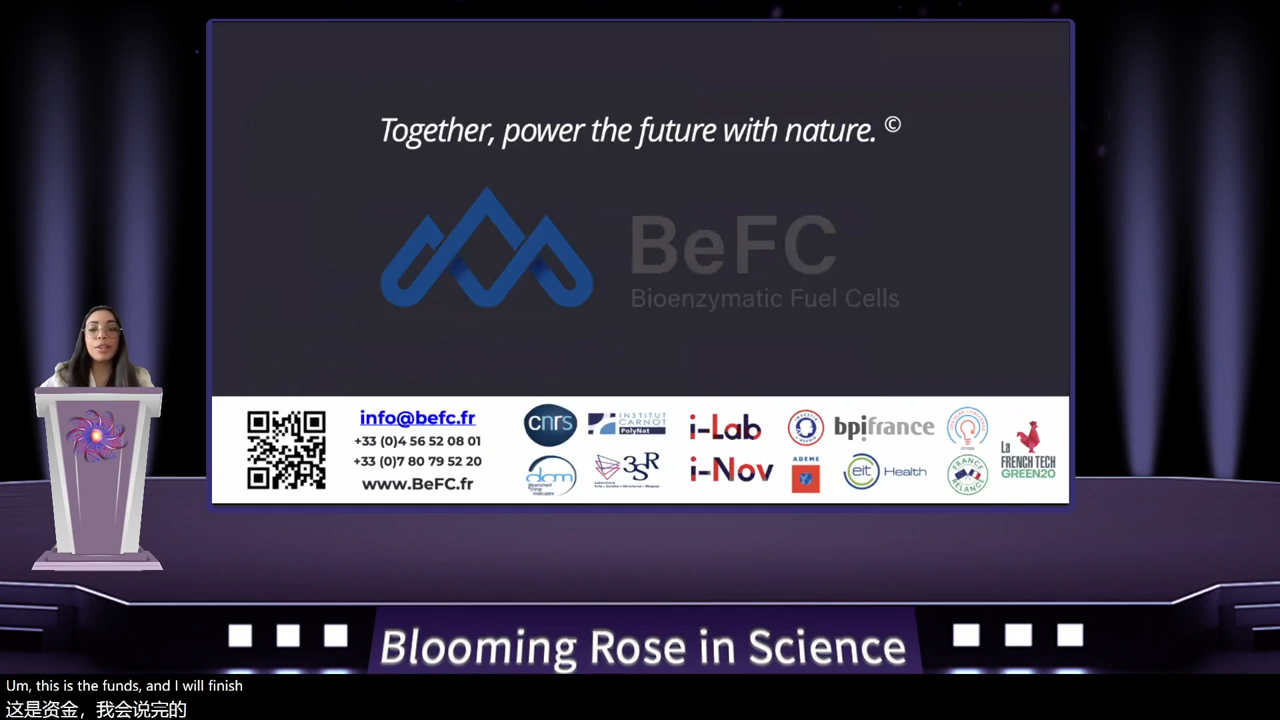 Together, power the future with nature. ©
BeFC
Bioenzymatic Fuel Cells
info@befc.fr
+33 (0)4 56 52 08 01
+33 (0)7 80 79 52 20
www.BeFC.fr
cnrs
INSTITUT
CARNOT
PolyNat
dcm
3SR
i-Lab
i-Nov
ADEME
bpifrance
eit Health
FRANCE
RELANCE
La
FRENCH TECH
GREEN20
Blooming Rose in Science
Um, this is the funds, and I will finish
这是资金，我会说完的